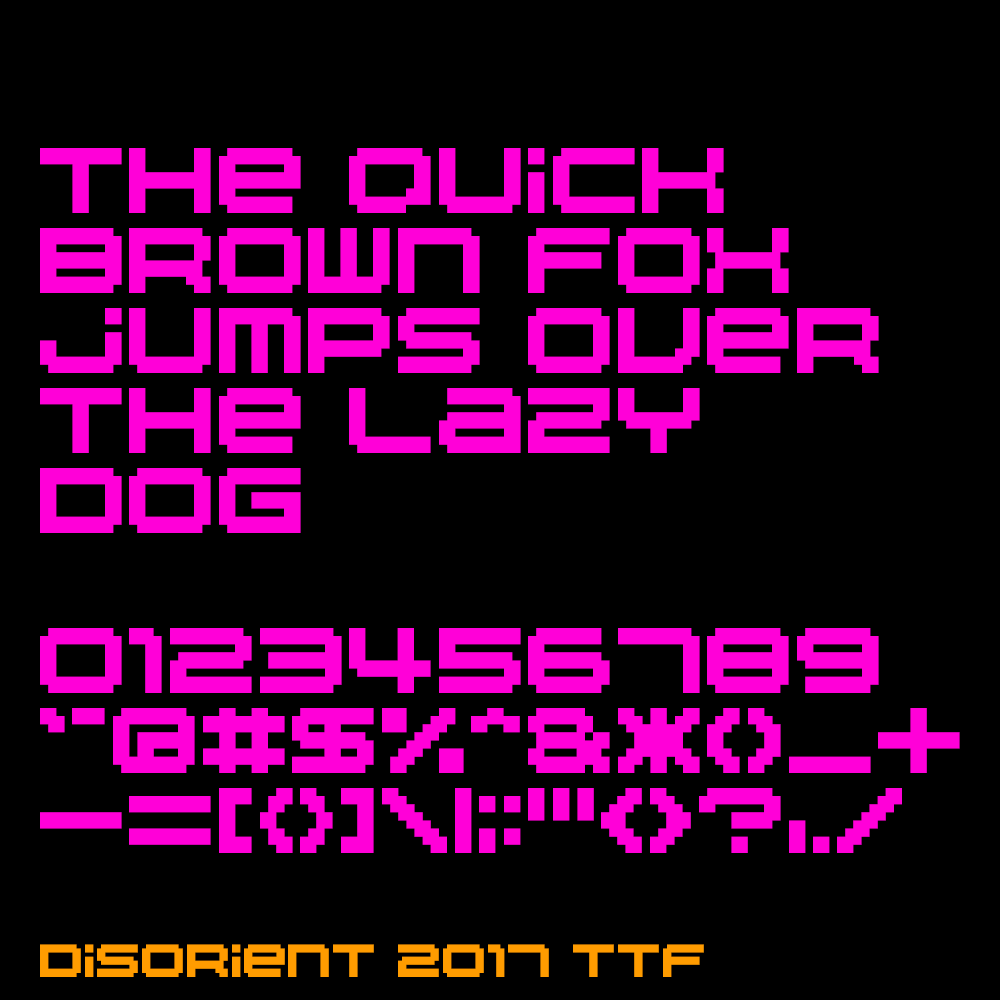 THE QUICK
BROWN FOX
JUMPS OVER
THE LAZY
DOG
0123456789
`~@#$%^&*()_+
-=[{}]\|;:'"<>?,./
DISORIENT 2017 TTF